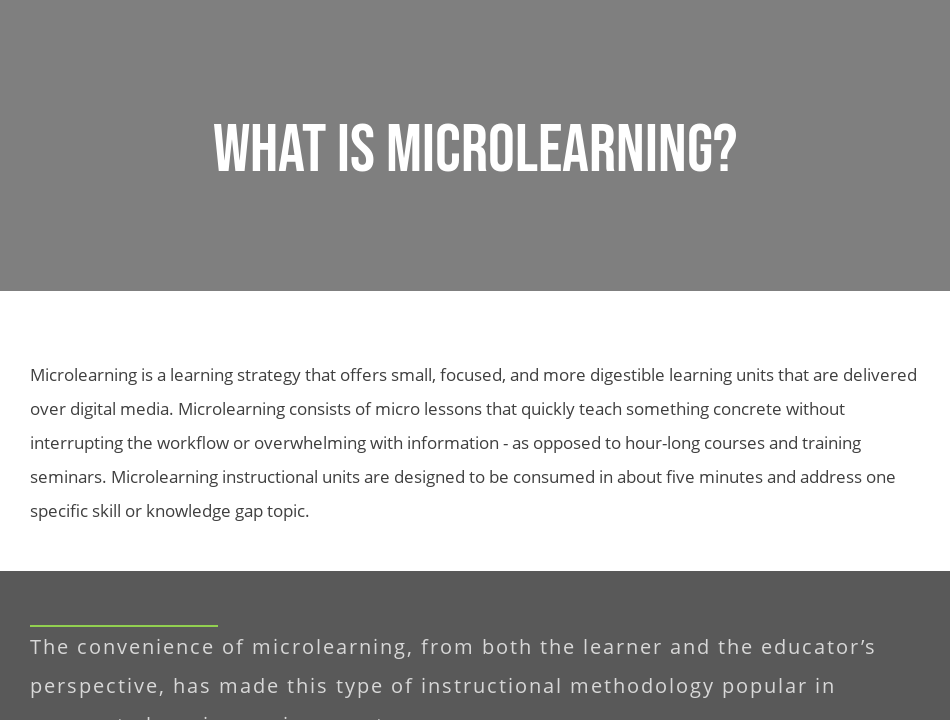 WHAT IS MICROLEARNING?
Microlearning is a learning strategy that offers small, focused, and more digestible learning units that are delivered
over digital media. Microlearning consists of micro lessons that quickly teach something concrete without
interrupting the workflow or overwhelming with information - as opposed to hour-long courses and training
seminars. Microlearning instructional units are designed to be consumed in about five minutes and address one
specific skill or knowledge gap topic.
The convenience of microlearning, from both the learner and the educator’s
perspective, has made this type of instructional methodology popular in